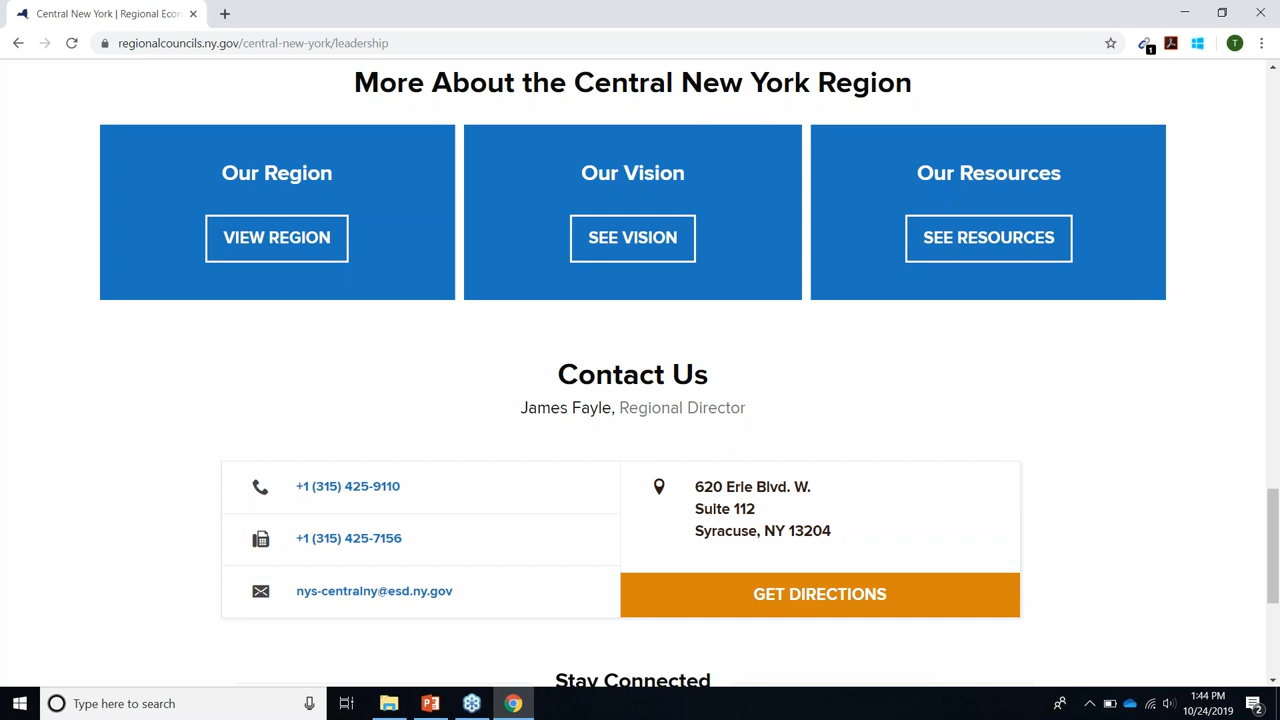 Central New York | Regional Econ
regionalcouncils.ny.gov/central-new-york/leadership
1
T
More About the Central New York Region
Our Region
VIEW REGION
Our Vision
SEE VISION
Our Resources
SEE RESOURCES
Contact Us
James Fayle, Regional Director
+1 (315) 425-9110
+1 (315) 425-7156
nys-centralny@esd.ny.gov
620 Erie Blvd. W.
Suite 112
Syracuse, NY 13204
GET DIRECTIONS
Stay Connected
Type here to search
1:44 PM
10/24/2019
2